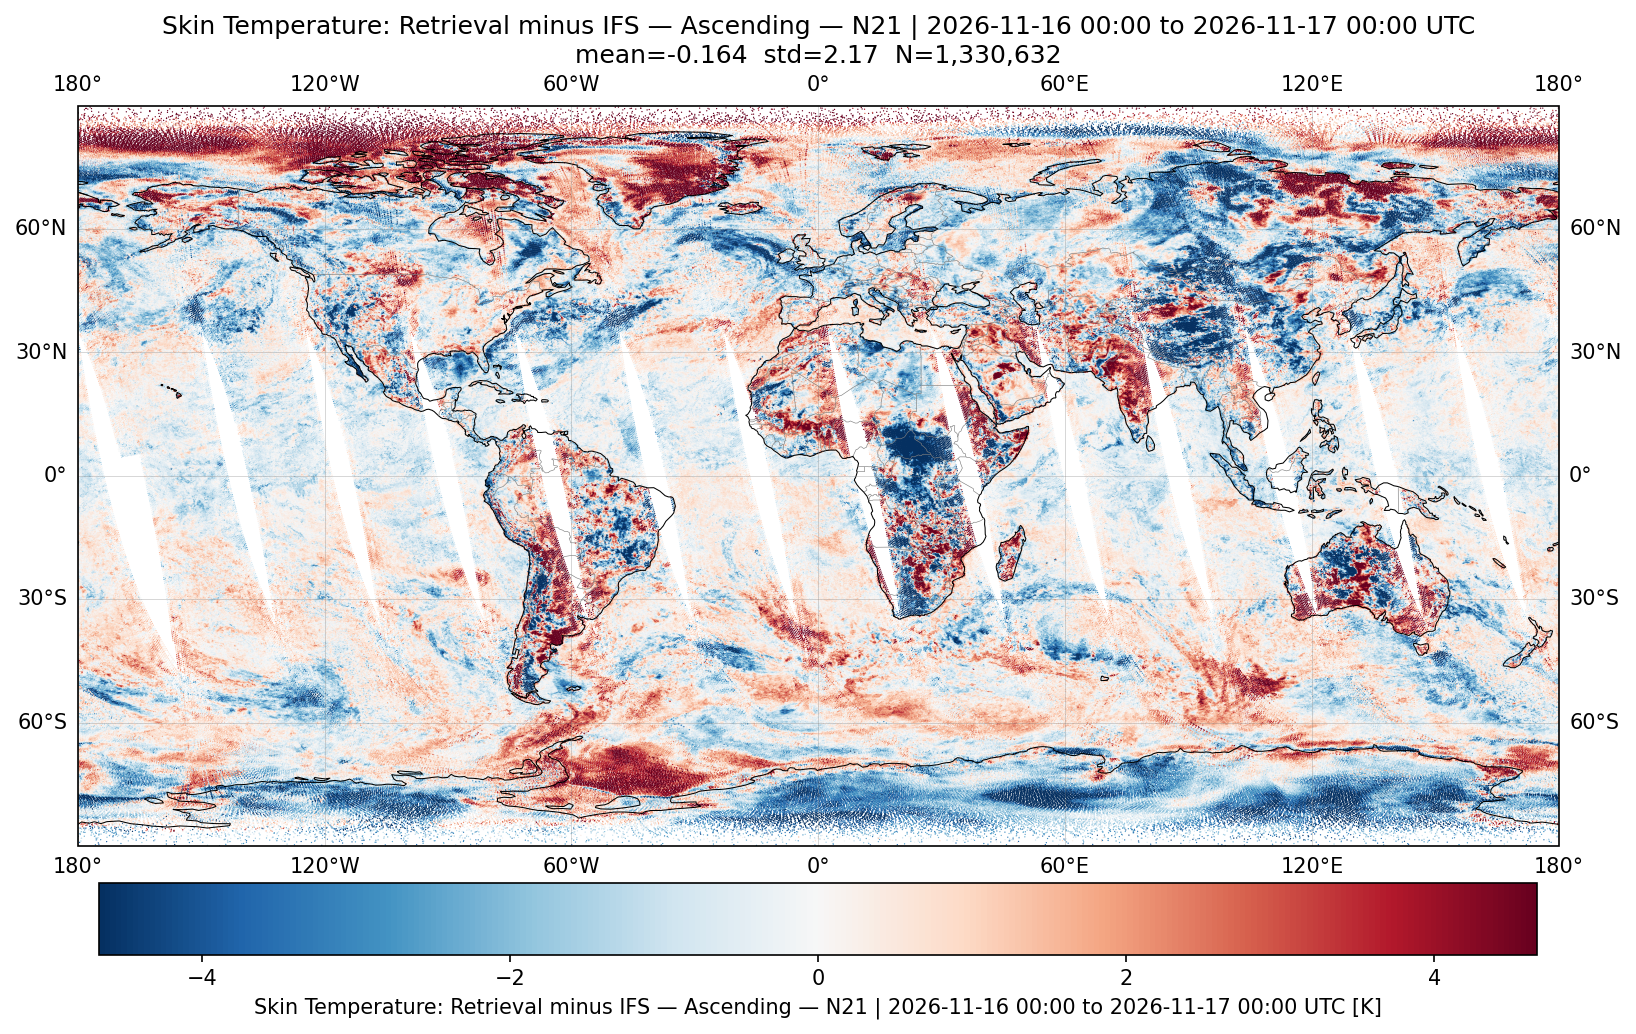 Skin Temperature: Retrieval minus IFS — Ascending — N21 | 2026-11-16 00:00 to 2026-11-17 00:00 UTC
mean=-0.164  std=2.17  N=1,330,632
180° 120°W 60°W 0° 60°E 120°E 180°
60°N 60°N
30°N 30°N
0° 0°
30°S 30°S
60°S 60°S
180° 120°W 60°W 0° 60°E 120°E 180°
−4 −2 0 2 4
Skin Temperature: Retrieval minus IFS — Ascending — N21 | 2026-11-16 00:00 to 2026-11-17 00:00 UTC [K]